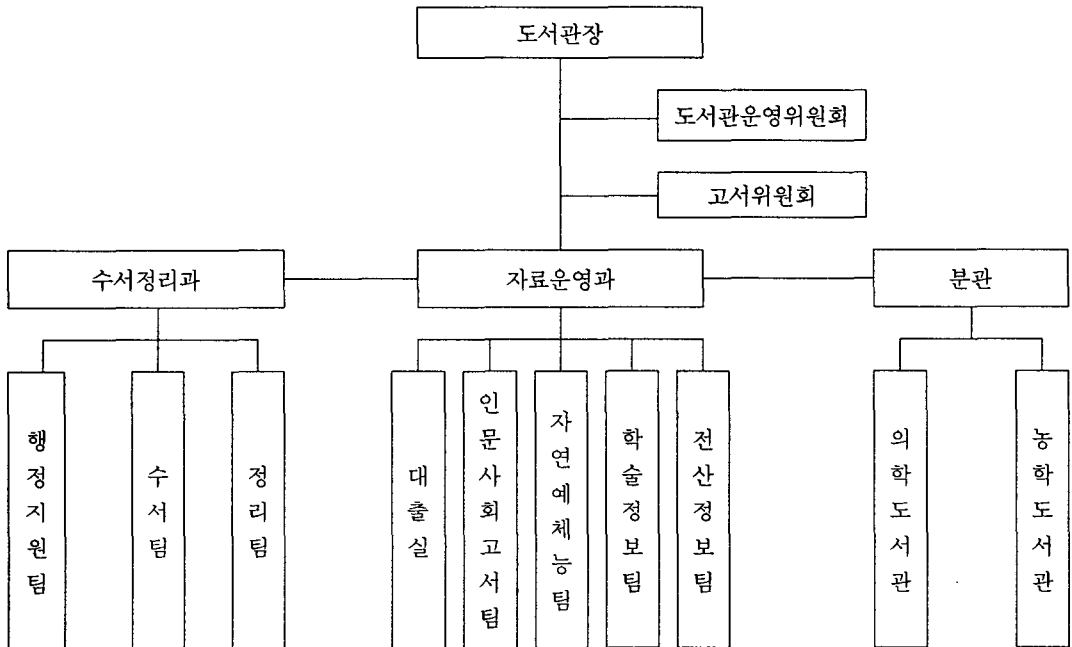 도서관장
도서관운영위원회
고서위원회
수서정리과
자료운영과
분관
행정지원팀
수서팀
정리팀
대출실
인문사회고서팀
자연예체능팀
학술정보팀
전산정보팀
의학도서관
농학도서관